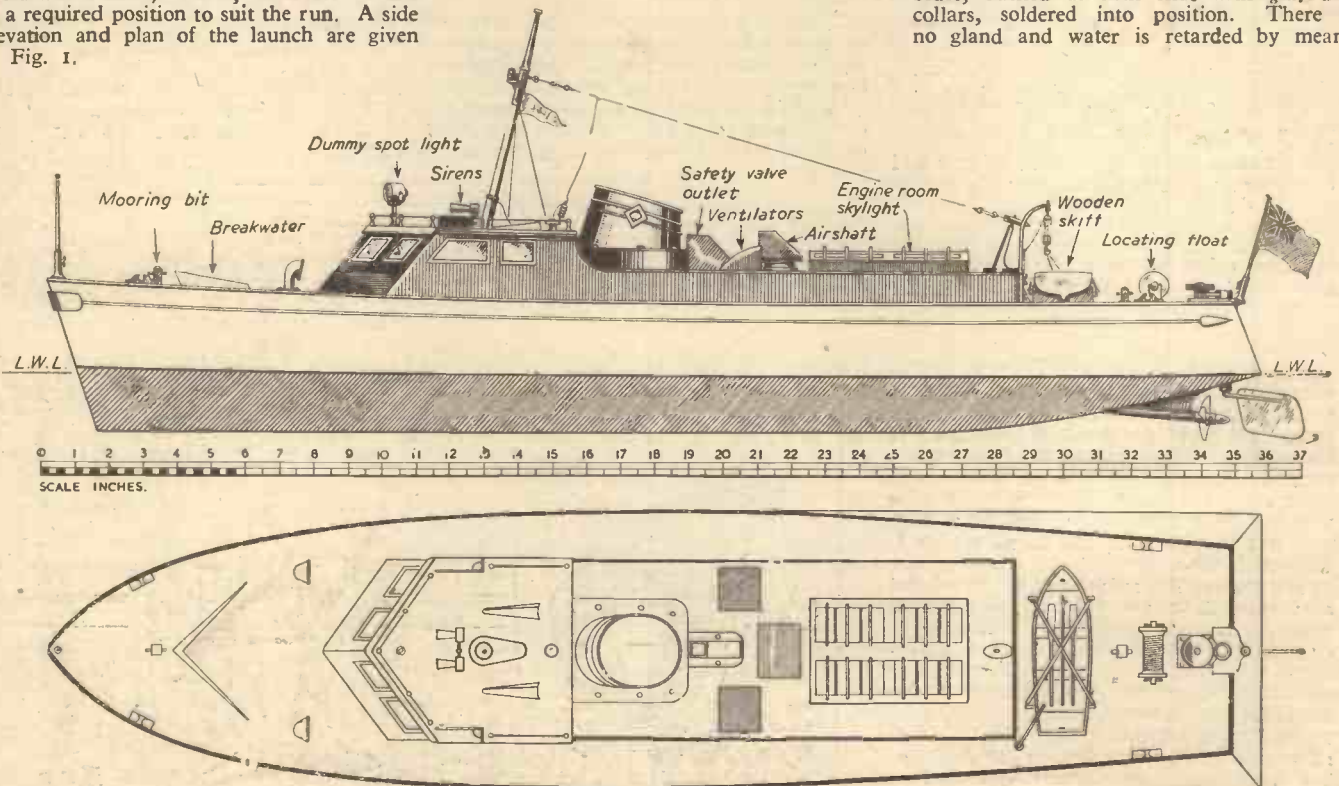 a required position to suit the run. A side
evation and plan of the launch are given
Fig. 1.
collars, soldered into position. There
no gland and water is retarded by mear
Dummy spot light
Sirens
Mooring bit
Breakwater
Safety valve
outlet
Ventilators
Airshaft
Engine room
skylight
Wooden
skiff
Locating float
L.W.L.
L.W.L.
0 1 2 3 4 5 6 7 8 9 10 11 12 13 14 15 16 17 18 19 20 21 22 23 24 25 26 27 28 29 30 31 32 33 34 35 36 37
SCALE INCHES.